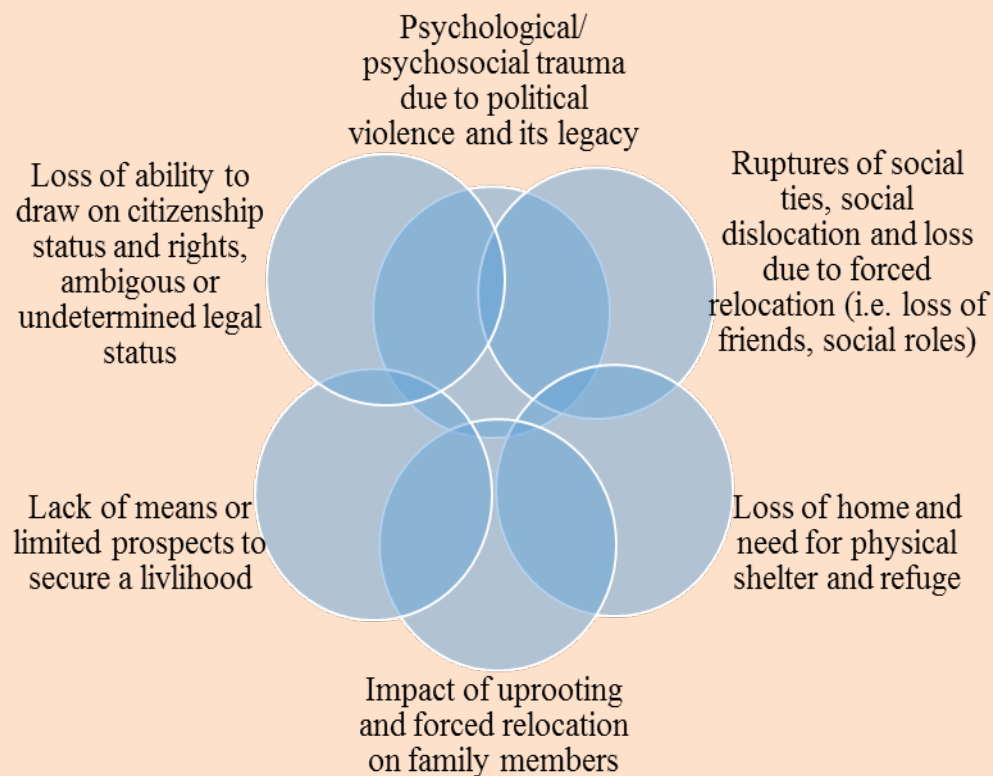 Psychological/
psychosocial trauma
due to political
violence and its legacy
Ruptures of social
ties, social
dislocation and loss
due to forced
relocation (i.e. loss of
friends, social roles)
Loss of home and
need for physical
shelter and refuge
Impact of uprooting
and forced relocation
on family members
Lack of means or
limited prospects to
secure a livlihood
Loss of ability to
draw on citizenship
status and rights,
ambigous or
undetermined legal
status